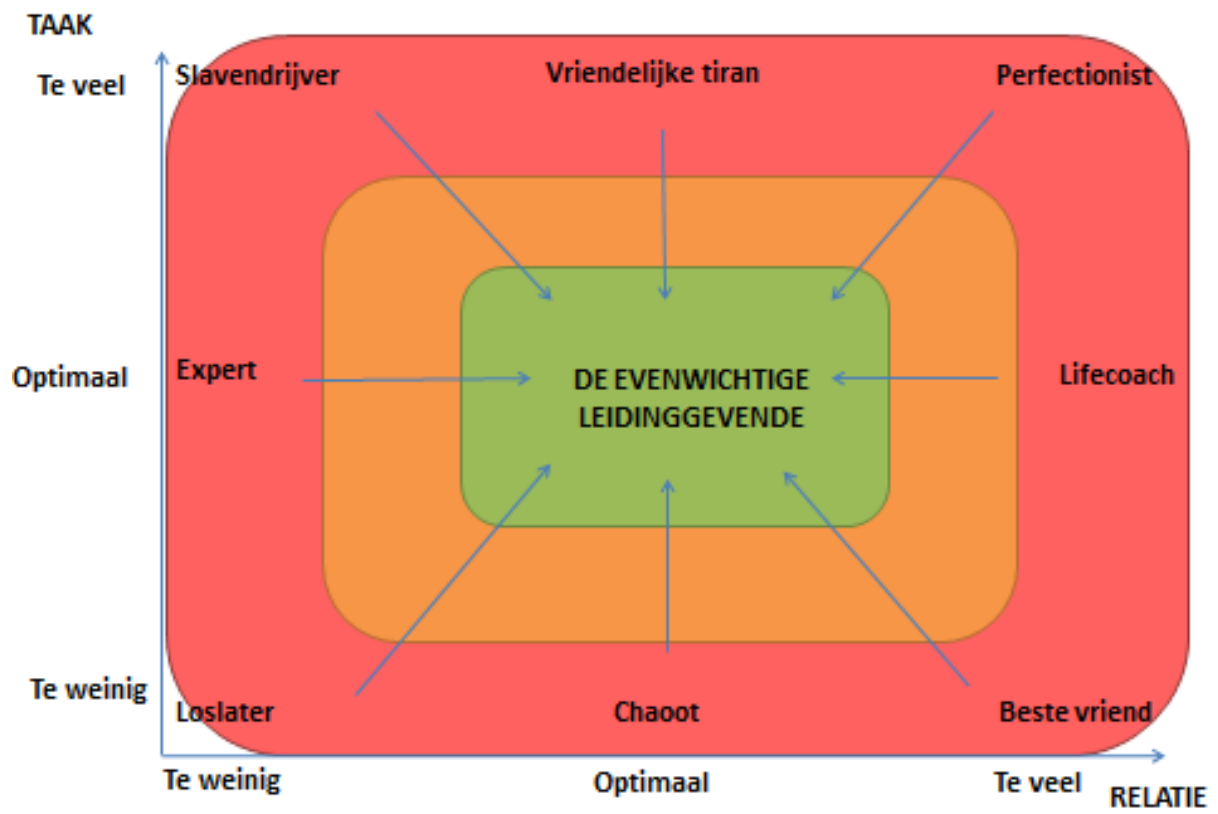 TAAK
Te veel
Slavendrijver
Vriendelijke tiran
Perfectionist
Optimaal
Expert
DE EVENWICHTIGE
LEIDINGGEVENDE
Lifecoach
Te weinig
Loslater
Chaoot
Beste vriend
Te weinig
Optimaal
Te veel
RELATIE